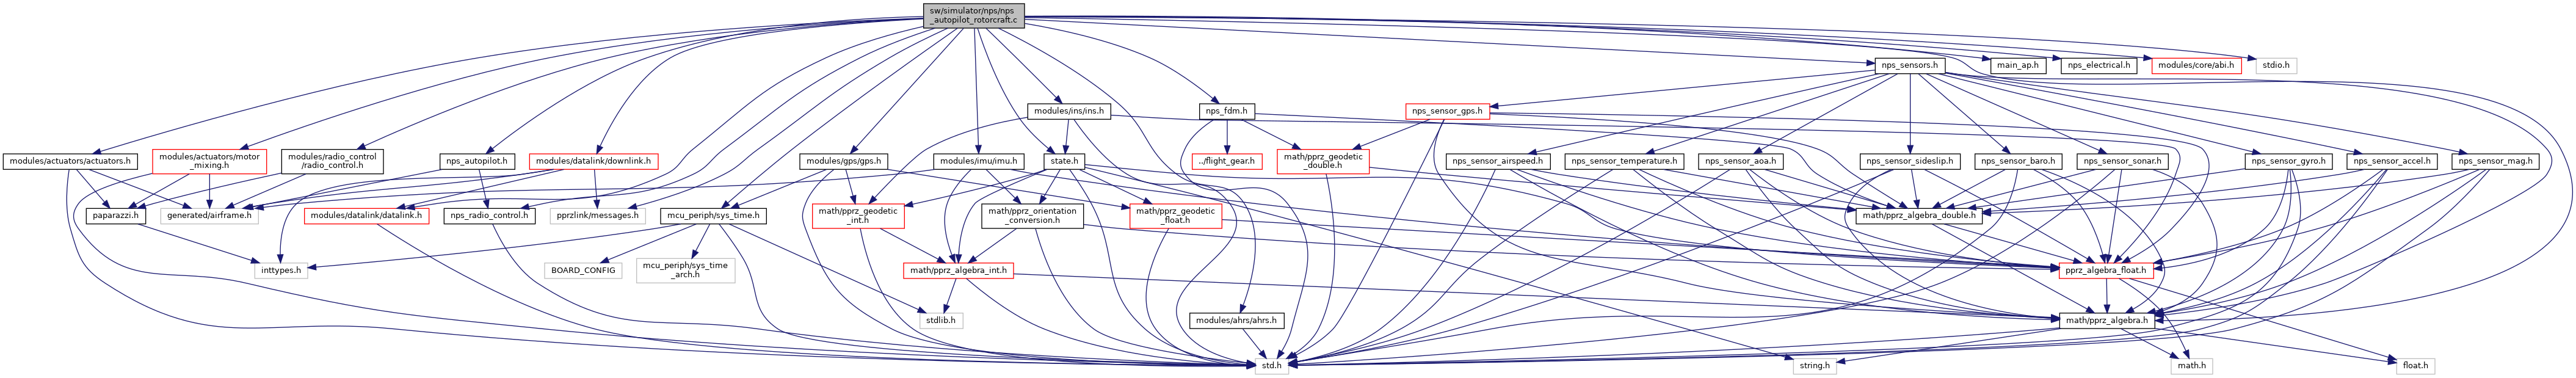 sw/simulator/nps/nps
_autopilot_rotorcraft.c
nps_sensors.h
main_ap.h
nps_electrical.h
modules/core/abi.h
stdio.h
modules/ins/ins.h
nps_fdm.h
nps_sensor_gps.h
modules/actuators/actuators.h
modules/actuators/motor
_mixing.h
modules/radio_control
/radio_control.h
nps_autopilot.h
modules/datalink/downlink.h
modules/gps/gps.h
modules/imu/imu.h
state.h
../flight_gear.h
math/pprz_geodetic
_double.h
nps_sensor_airspeed.h
nps_sensor_temperature.h
nps_sensor_aoa.h
nps_sensor_sideslip.h
nps_sensor_baro.h
nps_sensor_sonar.h
nps_sensor_gyro.h
nps_sensor_accel.h
nps_sensor_mag.h
paparazzi.h
generated/airframe.h
modules/datalink/datalink.h
nps_radio_control.h
pprzlink/messages.h
mcu_periph/sys_time.h
math/pprz_geodetic
_int.h
math/pprz_orientation
_conversion.h
math/pprz_geodetic
_float.h
math/pprz_algebra_double.h
inttypes.h
BOARD_CONFIG
mcu_periph/sys_time
_arch.h
math/pprz_algebra_int.h
pprz_algebra_float.h
stdlib.h
modules/ahrs/ahrs.h
math/pprz_algebra.h
std.h
string.h
math.h
float.h